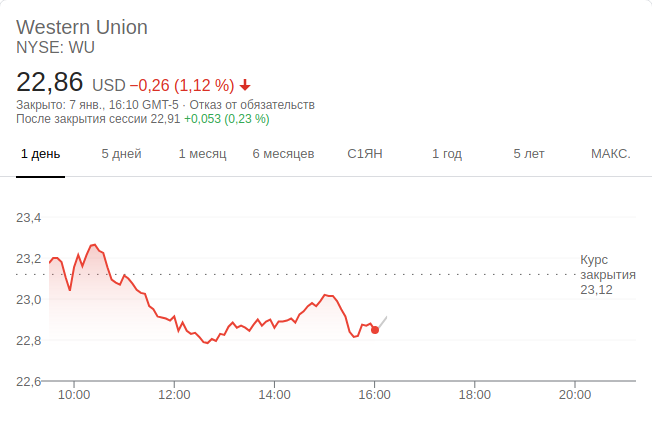 Western Union
NYSE: WU
22,86 USD −0,26 (1,12 %)
Закрыто: 7 янв., 16:10 GMT-5 · Отказ от обязательств
После закрытия сессии 22,91 +0,053 (0,23 %)
1 день 5 дней 1 месяц 6 месяцев С1ЯН 1 год 5 лет МАКС.
23,4
23,2
23,0
22,8
22,6
Курс
закрытия
23,12
10:00 12:00 14:00 16:00 18:00 20:00